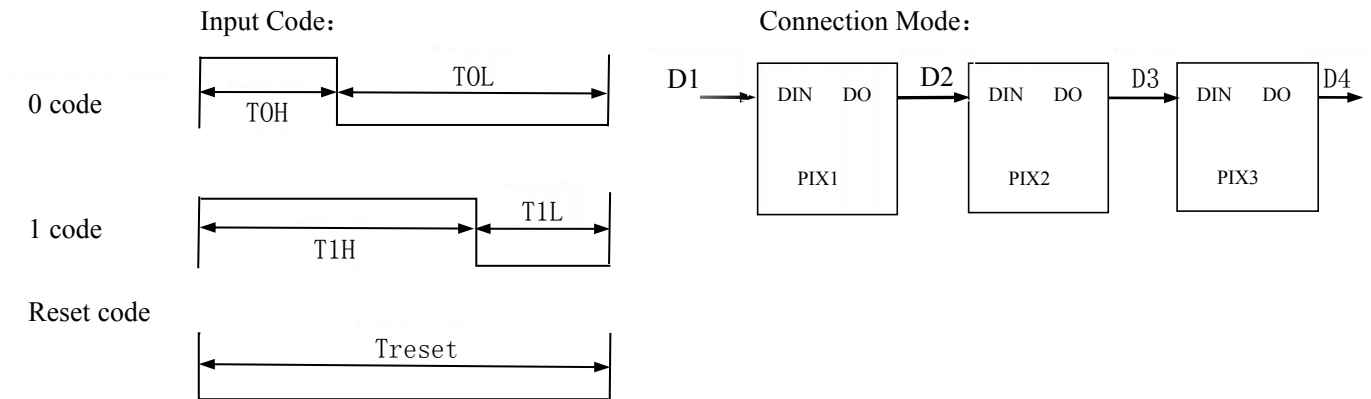 Input Code：
0 code
T0H
T0L
1 code
T1H
T1L
Reset code
Treset
Connection Mode：
D1
DIN DO
PIX1
D2
DIN DO
PIX2
D3
DIN DO
PIX3
D4